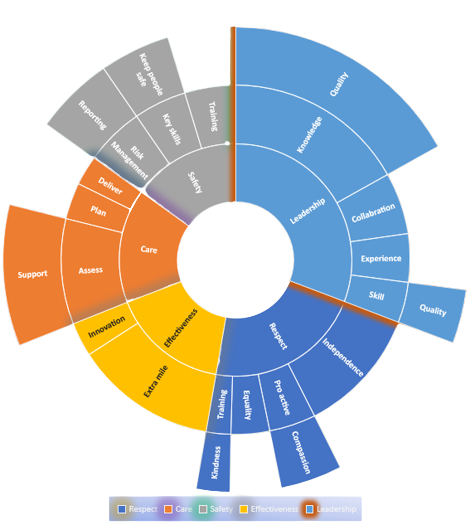 Quality
Knowledge
Leadership
Collabration
Experience
Skill
Quality
Respect
Independence
Pro active
Compassion
Equality
Training
Kindness
Effectiveness
Extra mile
Innovation
Care
Assess
Support
Plan
Deliver
Safety
Risk
Management
Reporting
Key skills
Keep people
safe
Training
Respect Care Safety Effectiveness Leadership